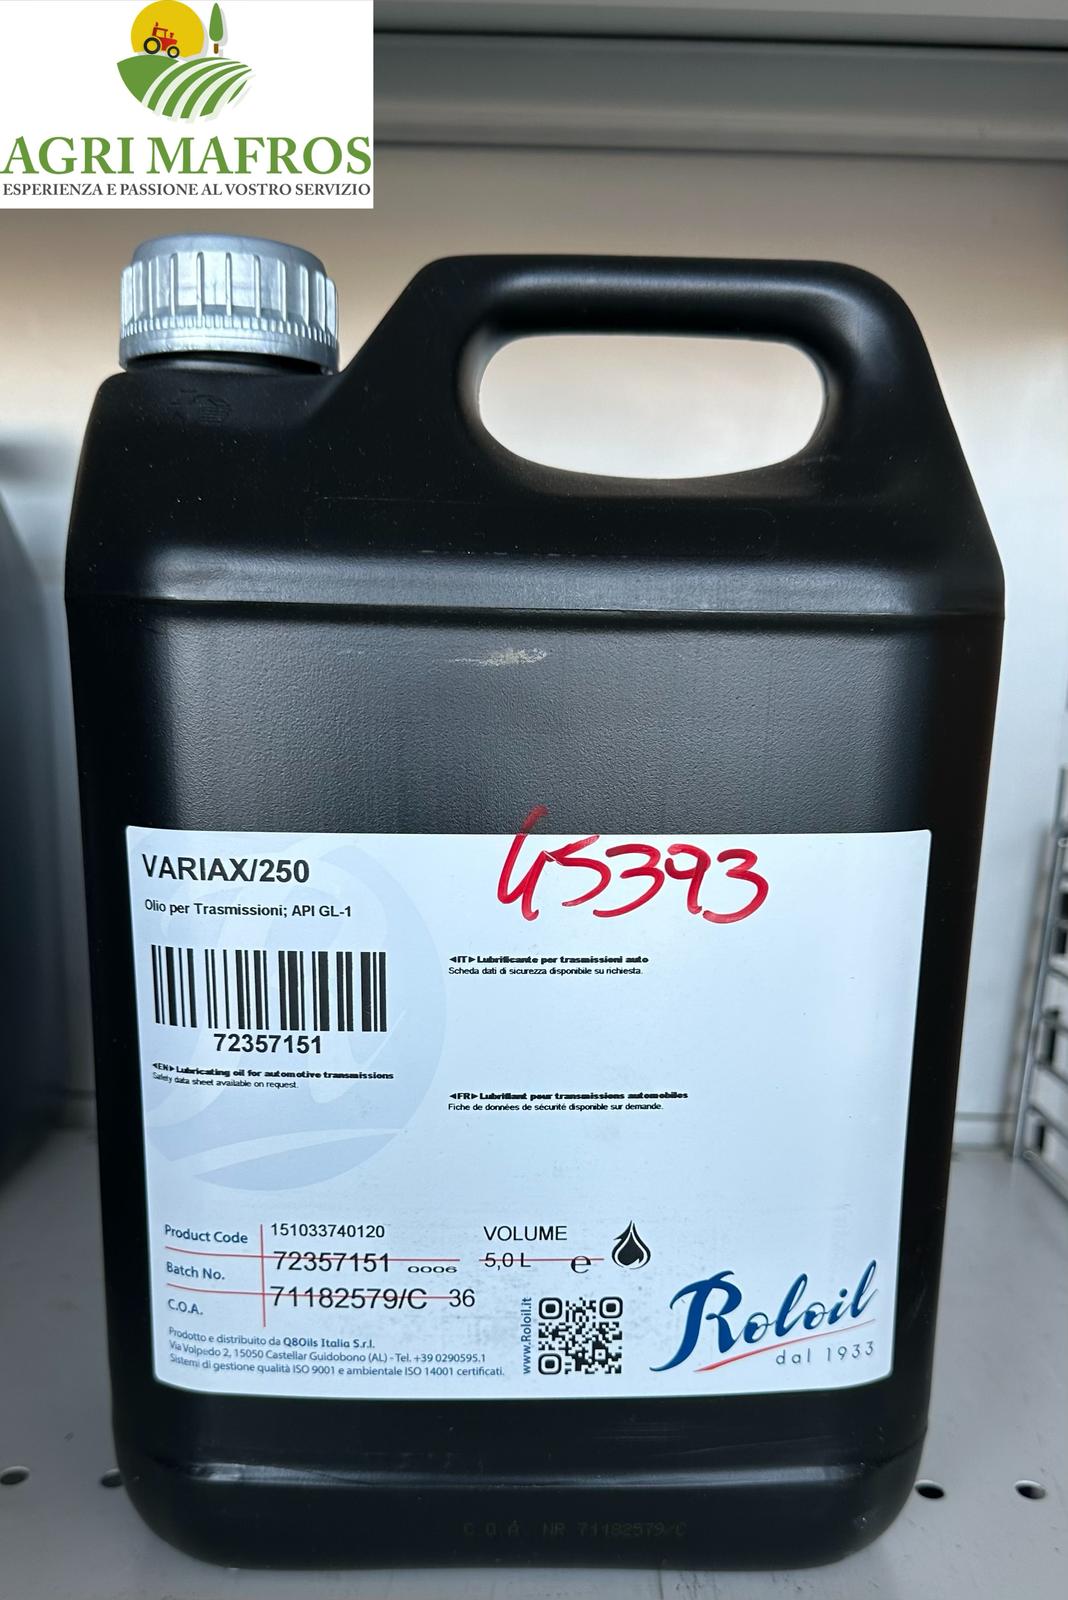 AGRI MAFROS
ESPERIENZA E PASSIONE AL VOSTRO SERVIZIO
45393
VARIAX/250
Olio per Trasmissioni; API GL-1
72357151
◄EN► Lubricating oil for automotive transmissions
Safety data sheet available on request.
◄IT► Lubrificante per trasmissioni auto
Scheda dati di sicurezza disponibile su richiesta.
◄FR► Lubrifiant pour transmissions automobiles
Fiche de données de sécurité disponible sur demande.
Product Code 151033740120
Batch No. 72357151 0006
C.O.A. 71182579/C 36
VOLUME
5,0 L e
Prodotto e distribuito da Q8Oils Italia S.r.l.
Via Volpedo 2, 15050 Castellar Guidobono (AL) - Tel. +39 0290595.1
Sistemi di gestione qualità ISO 9001 e ambientale ISO 14001 certificati.
www.Roloil.it
Roloil
dal 1933
C.O.A. NR 71182579/C